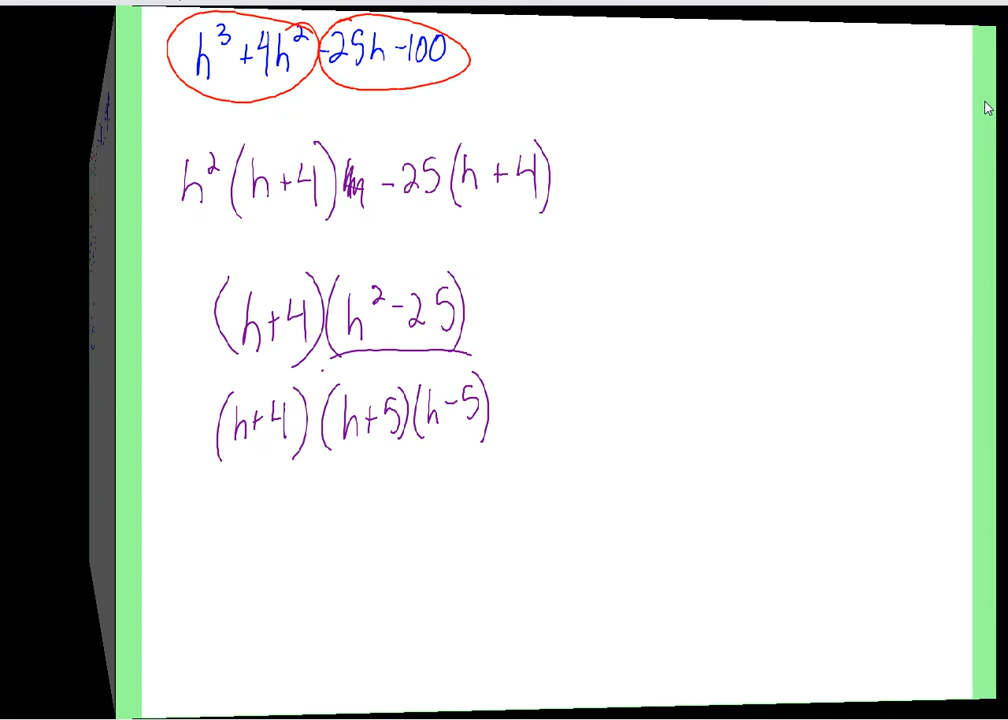 h³ + 4h² - 25h - 100
h² (h + 4) - 25 (h + 4)
(h + 4) (h² - 25)
(h + 4) (h + 5) (h - 5)